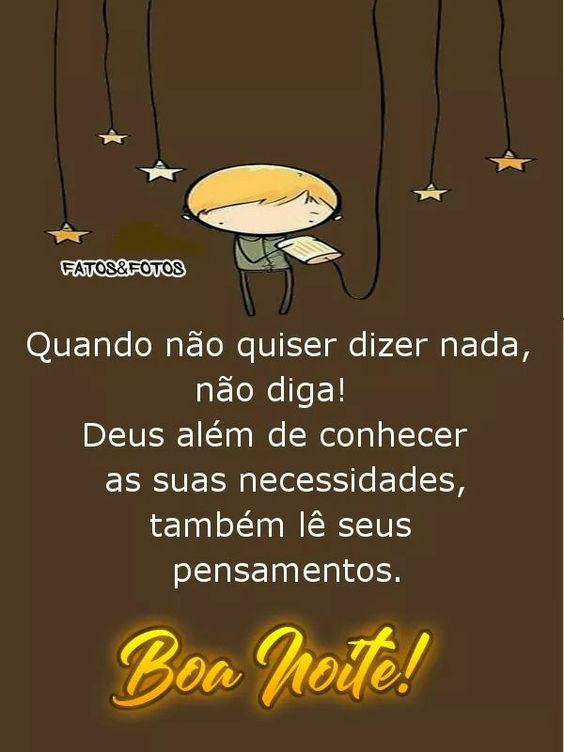 FATOS&FOTOS
Quando não quiser dizer nada,
não diga!
Deus além de conhecer
as suas necessidades,
também lê seus
pensamentos.
Boa Noite!